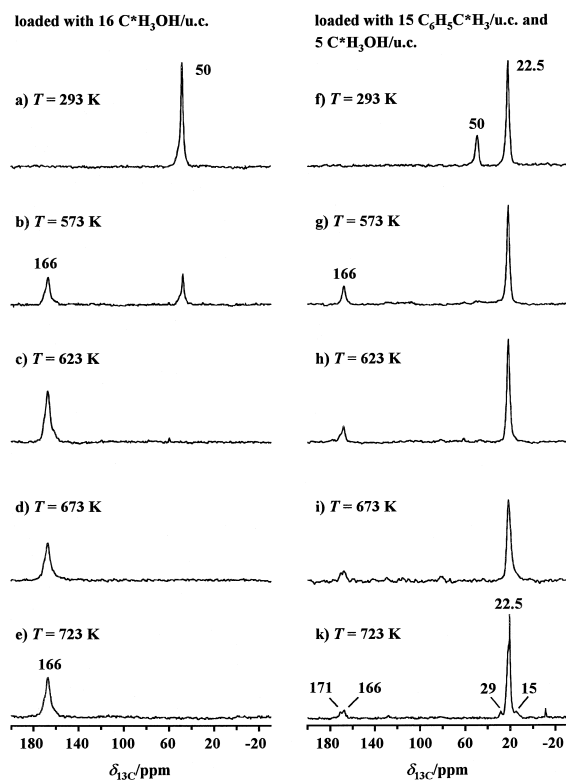 loaded with 16 C*H₃OH/u.c.
50
a) T = 293 K
b) T = 573 K
166
c) T = 623 K
d) T = 673 K
e) T = 723 K
166
180 140 100 60 20 -20
δ₁₃C/ppm
loaded with 15 C₆H₅C*H₃/u.c. and
5 C*H₃OH/u.c.
22.5
f) T = 293 K
50
g) T = 573 K
166
h) T = 623 K
i) T = 673 K
22.5
k) T = 723 K
171 166 29 15
180 140 100 60 20 -20
δ₁₃C/ppm